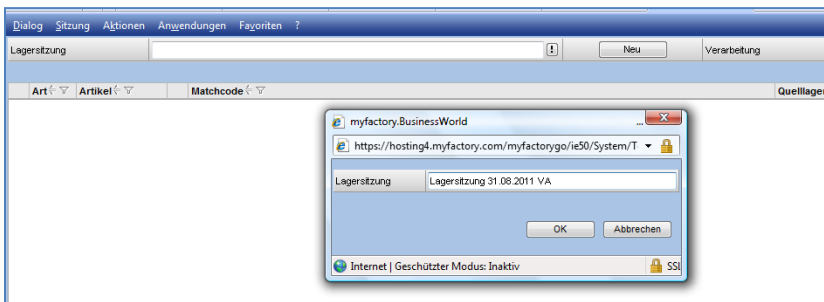 Dialog Sitzung Aktionen Anwendungen Favoriten ?
Lagersitzung ! Neu Verarbeitung
Art Artikel Matchcode Quelllager
myfactory.BusinessWorld ... X
https://hosting4.myfactory.com/myfactorygo/ie50/System/T
Lagersitzung Lagersitzung 31.08.2011 VA
OK Abbrechen
Internet | Geschützter Modus: Inaktiv SSL